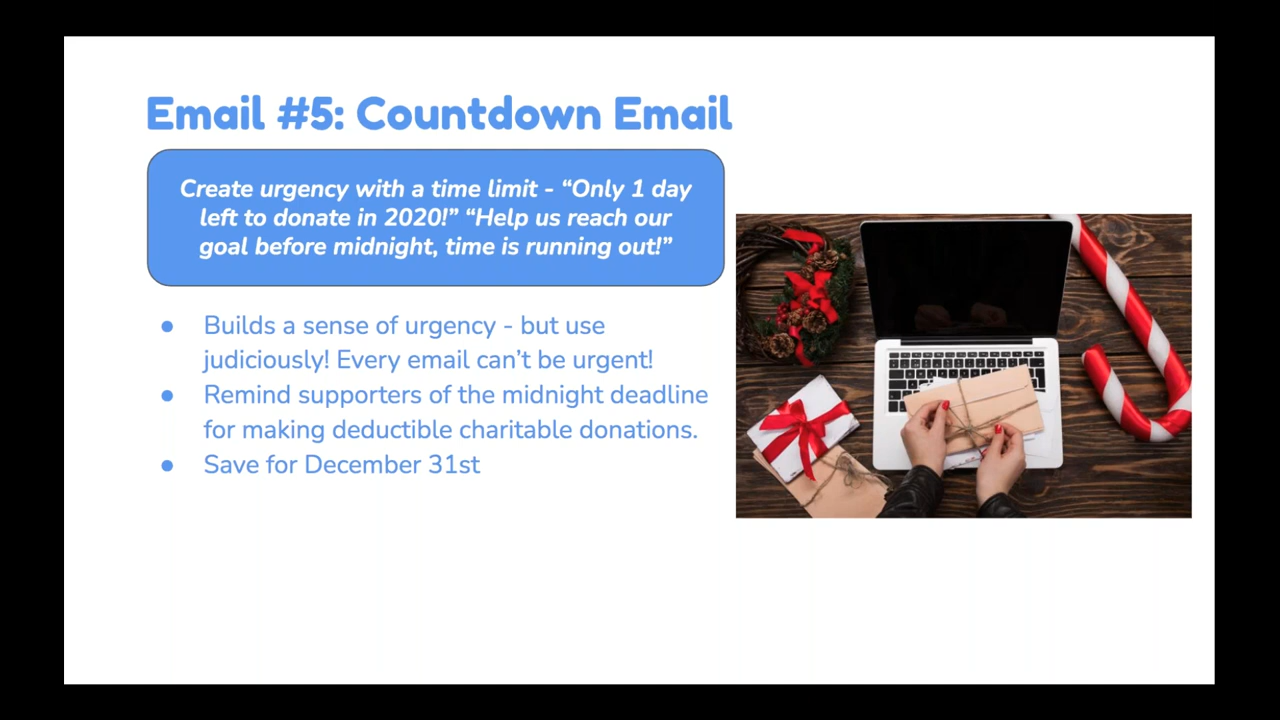 Email #5: Countdown Email
Create urgency with a time limit - “Only 1 day
left to donate in 2020!” “Help us reach our
goal before midnight, time is running out!”
● Builds a sense of urgency - but use
judiciously! Every email can’t be urgent!
● Remind supporters of the midnight deadline
for making deductible charitable donations.
● Save for December 31st